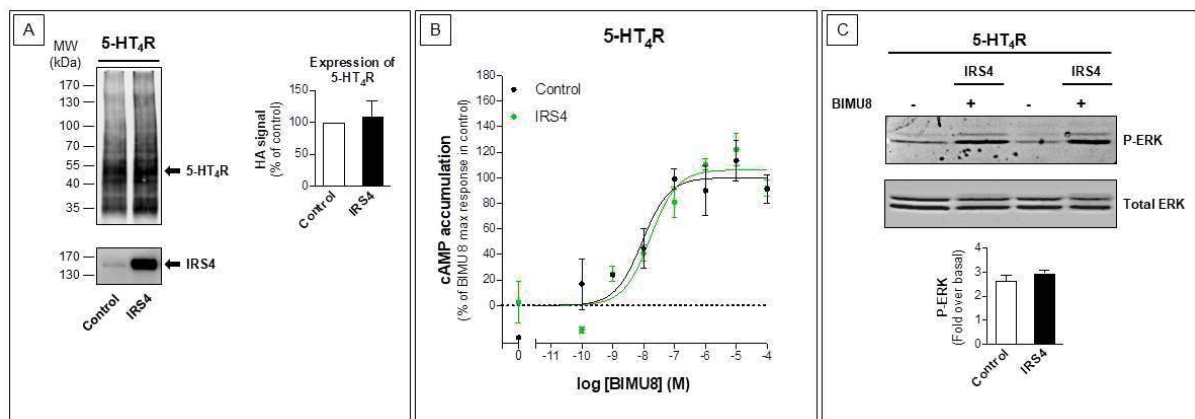 A
5-HT₄R
MW
(kDa)
170
130
100
70
55
40
35
5-HT₄R
170
130
IRS4
Control
IRS4
Expression of
5-HT₄R
HA signal
(% of control)
150
100
50
0
Control
IRS4
B
5-HT₄R
cAMP accumulation
(% of BIMU 8 max response in control)
180
160
140
120
100
80
60
40
20
0
Control
IRS4
0 -11 -10 -9 -8 -7 -6 -5 -4
log [BIMU8] (M)
C
5-HT₄R
IRS4 IRS4
BIMU8 - + - +
P-ERK
Total ERK
P-ERK
(Fold over basal)
4
3
2
1
0
Control
IRS4